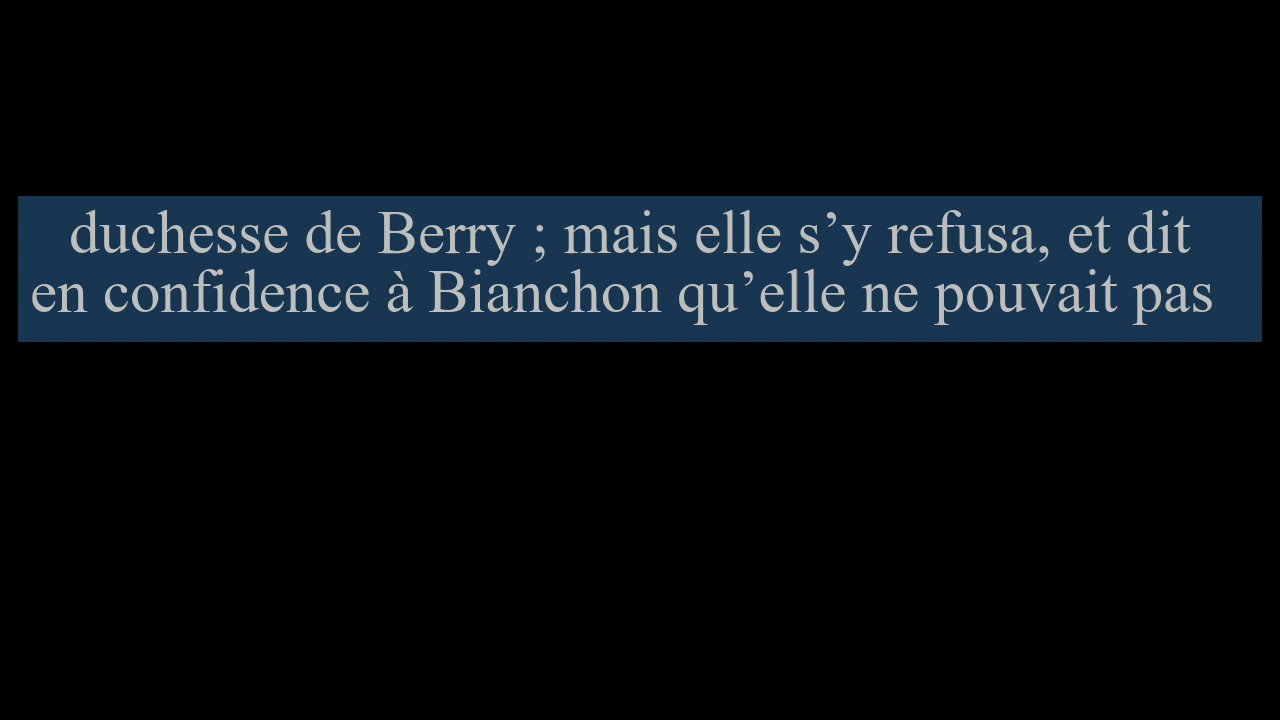 duchesse de Berry ; mais elle s’y refusa, et dit
en confidence à Bianchon qu’elle ne pouvait pas